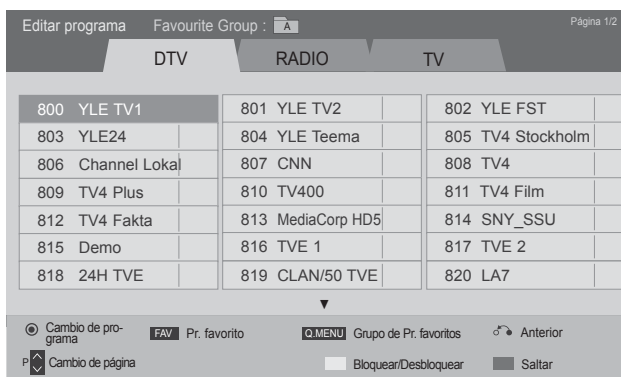 Editar programa Favourite Group : A Página 1/2
DTV RADIO TV
800 YLE TV1 801 YLE TV2 802 YLE FST
803 YLE24 804 YLE Teema 805 TV4 Stockholm
806 Channel Lokal 807 CNN 808 TV4
809 TV4 Plus 810 TV400 811 TV4 Film
812 TV4 Fakta 813 MediaCorp HD5 814 SNY_SSU
815 Demo 816 TVE 1 817 TVE 2
818 24H TVE 819 CLAN/50 TVE 820 LA7
Cambio de pro-
grama FAV Pr. favorito Q.MENU Grupo de Pr. favoritos Anterior
P Cambio de página Bloquear/Desbloquear Saltar